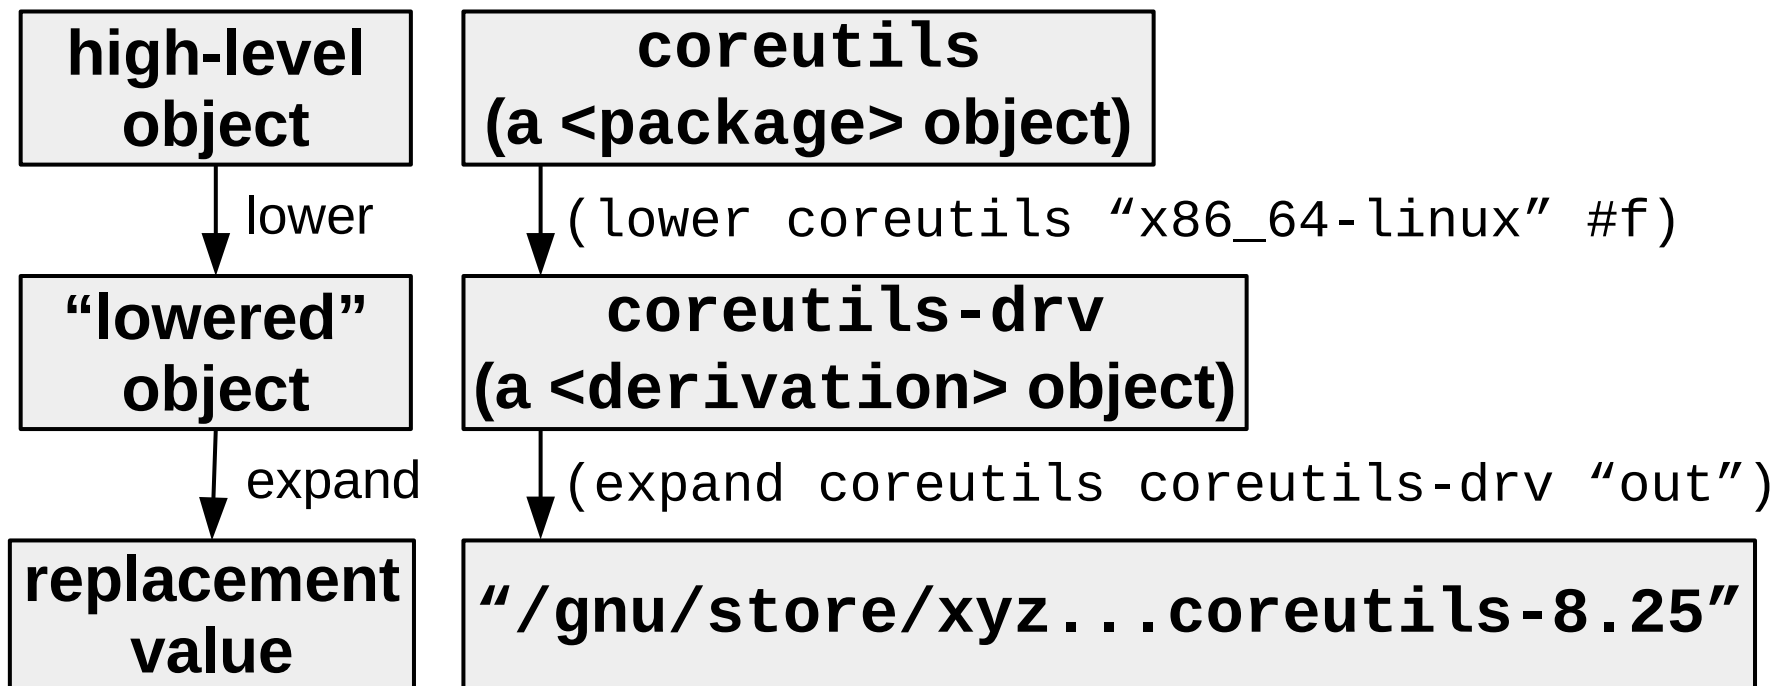 high-level
object
coreutils
(a <package> object)
lower
(lower coreutils “x86_64-linux” #f)
“lowered”
object
coreutils-drv
(a <derivation> object)
expand
(expand coreutils coreutils-drv “out”)
replacement
value
“/gnu/store/xyz...coreutils-8.25”